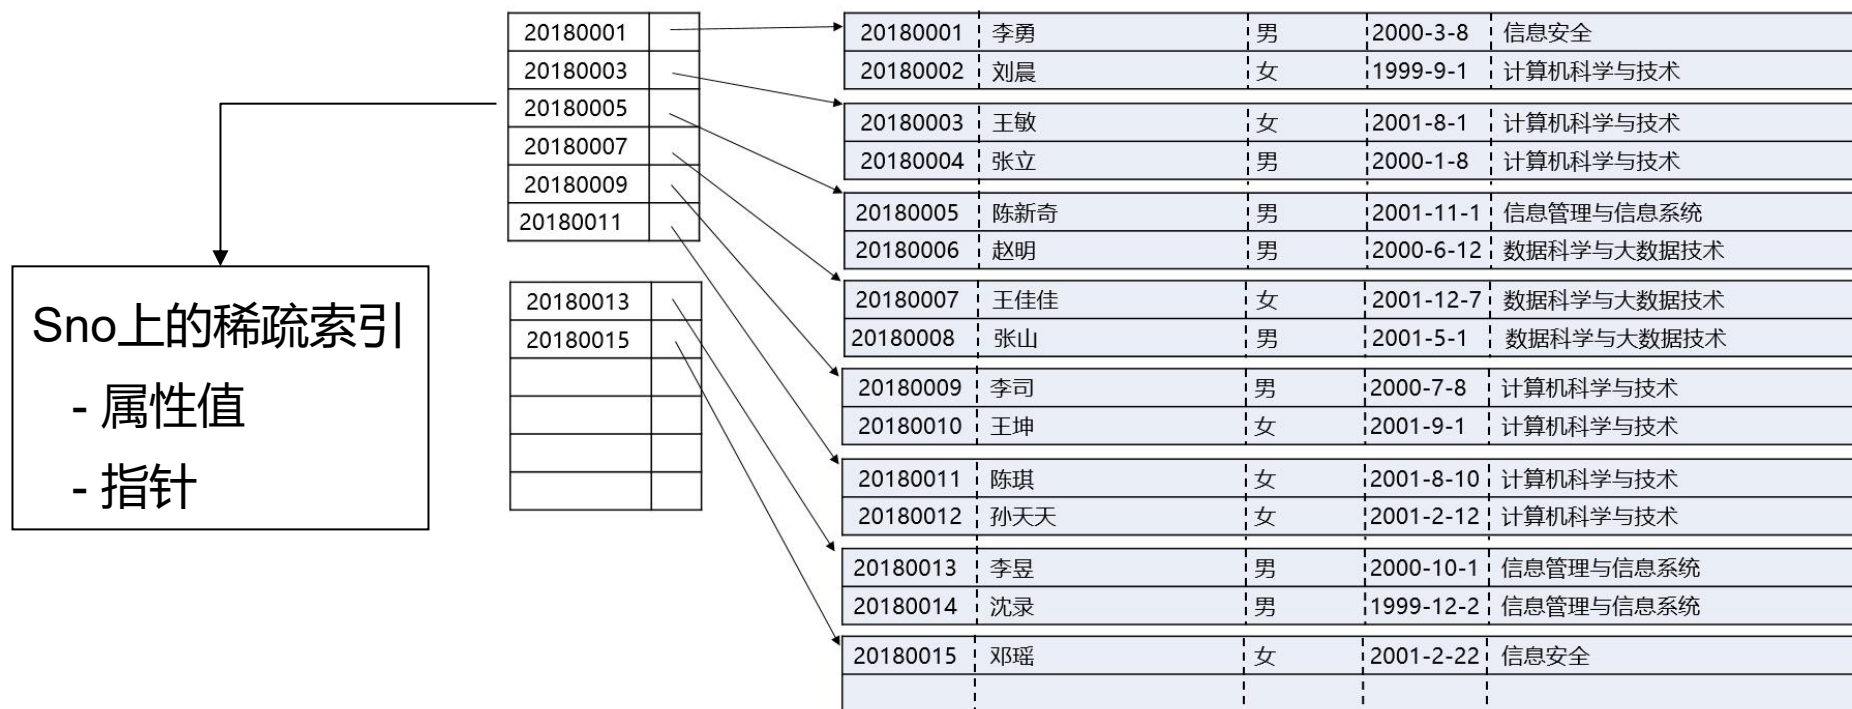 Sno上的稀疏索引
- 属性值
- 指针
20180001
20180003
20180005
20180007
20180009
20180011
20180013
20180015
20180001 李勇 男 2000-3-8 信息安全
20180002 刘晨 女 1999-9-1 计算机科学与技术
20180003 王敏 女 2001-8-1 计算机科学与技术
20180004 张立 男 2000-1-8 计算机科学与技术
20180005 陈新奇 男 2001-11-1 信息管理与信息系统
20180006 赵明 男 2000-6-12 数据科学与大数据技术
20180007 王佳佳 女 2001-12-7 数据科学与大数据技术
20180008 张山 男 2001-5-1 数据科学与大数据技术
20180009 李司 男 2000-7-8 计算机科学与技术
20180010 王坤 女 2001-9-1 计算机科学与技术
20180011 陈琪 女 2001-8-10 计算机科学与技术
20180012 孙天天 女 2001-2-12 计算机科学与技术
20180013 李昱 男 2000-10-1 信息管理与信息系统
20180014 沈录 男 1999-12-2 信息管理与信息系统
20180015 邓瑶 女 2001-2-22 信息安全